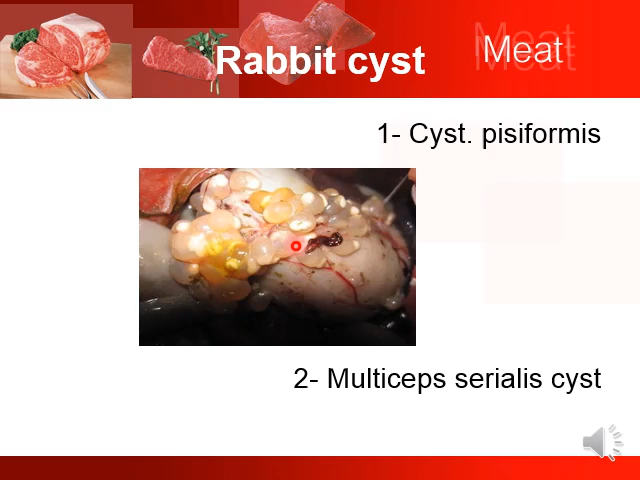 Rabbit cyst
Meat
1- Cyst. pisiformis
2- Multiceps serialis cyst